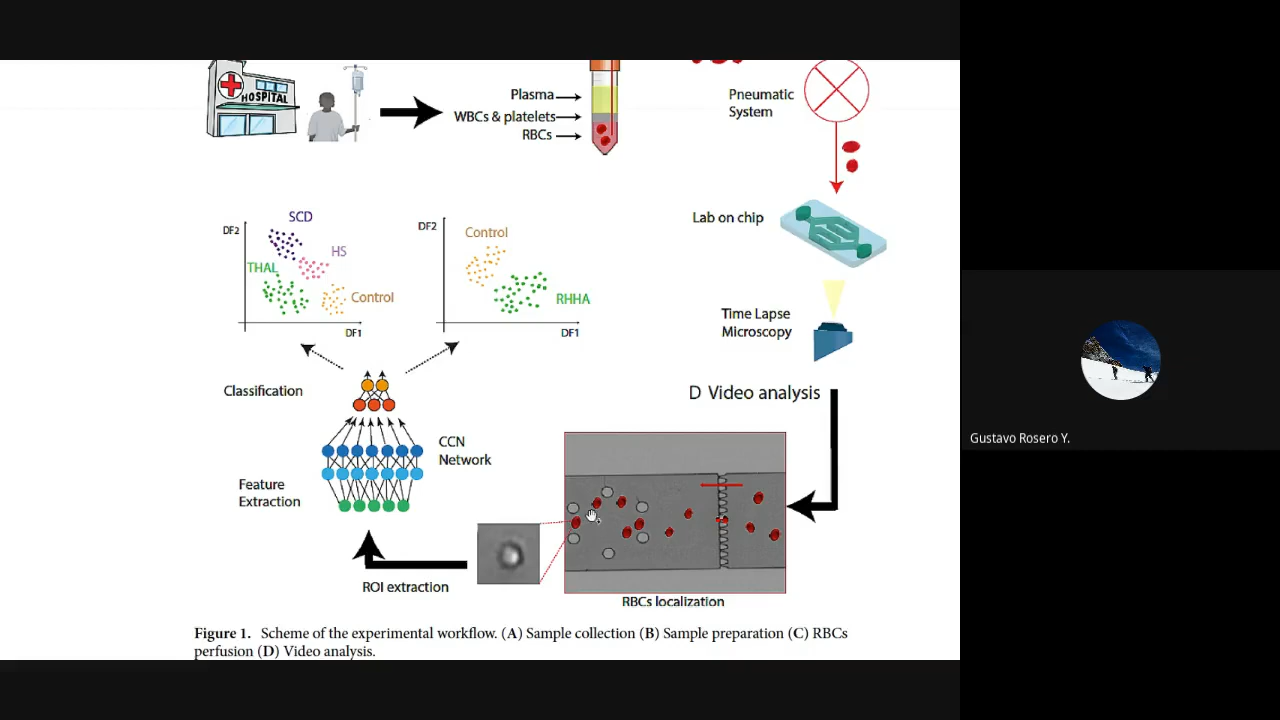 HOSPITAL
Plasma
WBCs & platelets
RBCs
Pneumatic
System
Lab on chip
Time Lapse
Microscopy
DF2
SCD
HS
THAL
Control
DF1
DF2
Control
RHHA
DF1
Classification
CCN
Network
Feature
Extraction
D Video analysis
ROI extraction
RBCs localization
Figure 1. Scheme of the experimental workflow. (A) Sample collection (B) Sample preparation (C) RBCs
perfusion (D) Video analysis.
Gustavo Rosero Y.